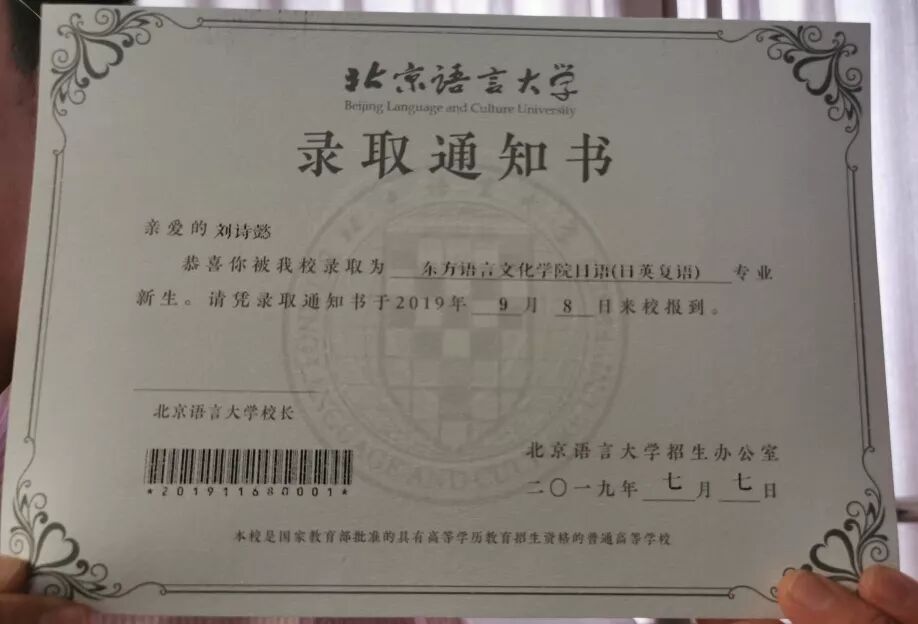 北京语言大学
Beijing Language and Culture University
录取通知书
亲爱的 刘诗懿
恭喜你被我校录取为 东方语言文化学院日语(日英复语) 专业
新生。请凭录取通知书于2019年 9 月 8 日来校报到。
北京语言大学校长
*201911680001*
北京语言大学招生办公室
二〇一九年 七 月 七 日
本校是国家教育部批准的具有高等学历教育招生资格的普通高等学校